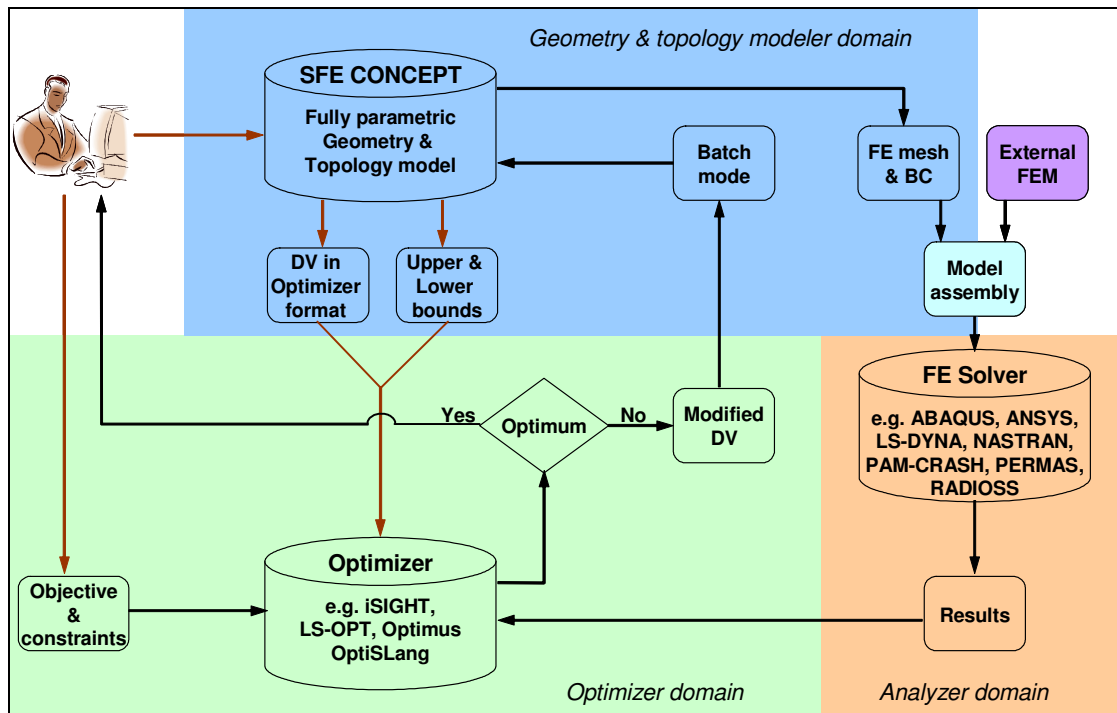 Geometry & topology modeler domain
SFE CONCEPT
Fully parametric
Geometry &
Topology model
Batch
mode
FE mesh
& BC
External
FEM
DV in
Optimizer
format
Upper &
Lower
bounds
Model
assembly
FE Solver
e.g. ABAQUS, ANSYS,
LS-DYNA, NASTRAN,
PAM-CRASH, PERMAS,
RADIOSS
Yes
Optimum
No
Modified
DV
Optimizer
e.g. iSIGHT,
LS-OPT, Optimus
OptiSLang
Objective
&
constraints
Results
Optimizer domain
Analyzer domain